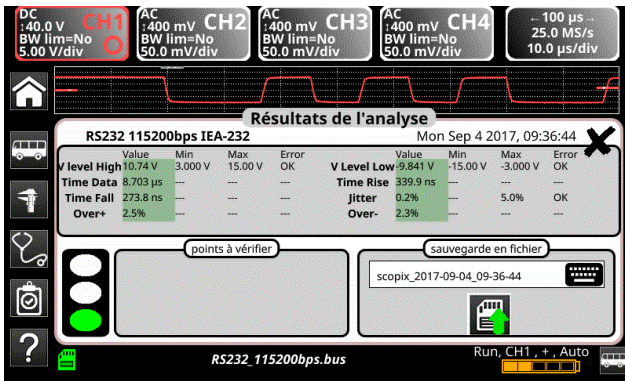 DC
↕40.0 V
CH1
BW lim=No
5.00 V/div
AC
↕400 mV
CH2
BW lim=No
50.0 mV/div
AC
↕400 mV
CH3
BW lim=No
50.0 mV/div
AC
↕400 mV
CH4
BW lim=No
50.0 mV/div
←100 µs→
25.0 MS/s
10.0 µs/div
Résultats de l'analyse
RS232 115200bps IEA-232 Mon Sep 4 2017, 09:36:44
Value Min Max Error Value Min Max Error
V level High 10.74 V 3.000 V 15.00 V OK V Level Low -9.841 V -15.00 V -3.000 V OK
Time Data 8.703 µs --- --- --- Time Rise 339.9 ns --- --- ---
Time Fall 273.8 ns --- --- --- Jitter 0.2% --- 5.0% OK
Over+ 2.5% --- --- --- Over- 2.3% --- --- ---
points à vérifier
sauvegarde en fichier
scopix_2017-09-04_09-36-44
?
RS232_115200bps.bus
Run, CH1 , + , Auto